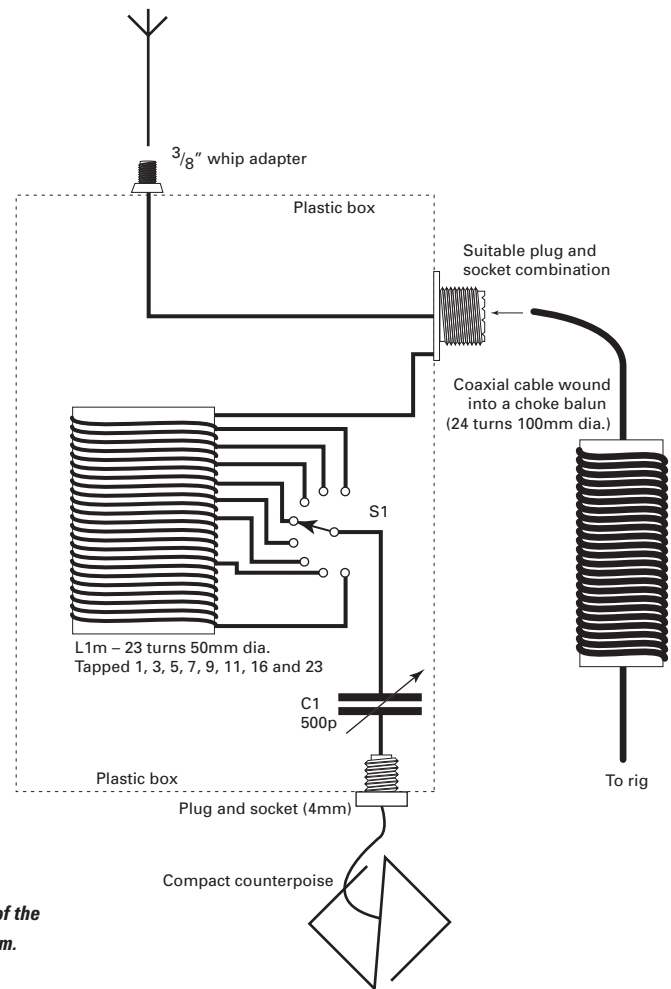 3/8" whip adapter
Plastic box
Suitable plug and
socket combination
Coaxial cable wound
into a choke balun
(24 turns 100mm dia.)
S1
L1m – 23 turns 50mm dia.
Tapped 1, 3, 5, 7, 9, 11, 16 and 23
C1
500p
To rig
Plastic box
Plug and socket (4mm)
Compact counterpoise
of the
m.